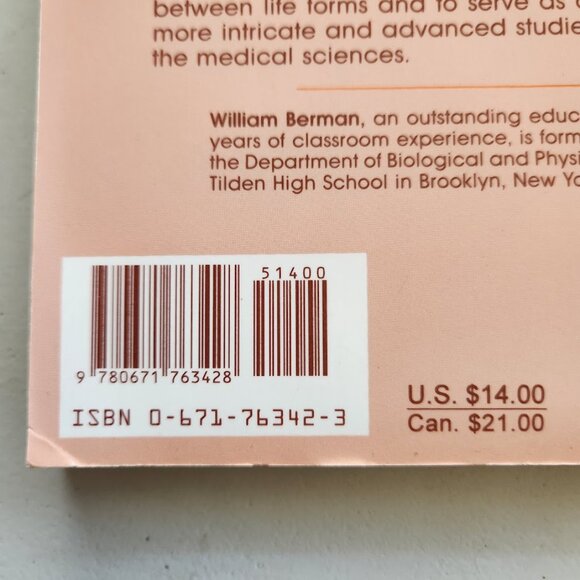 between life forms and to serve as
more intricate and advanced studie
the medical sciences.
William Berman, an outstanding educ
years of classroom experience, is form
the Department of Biological and Physi
Tilden High School in Brooklyn, New Yo
51400
9 780671 763428
ISBN 0-671-76342-3
U.S. $14.00
Can. $21.00